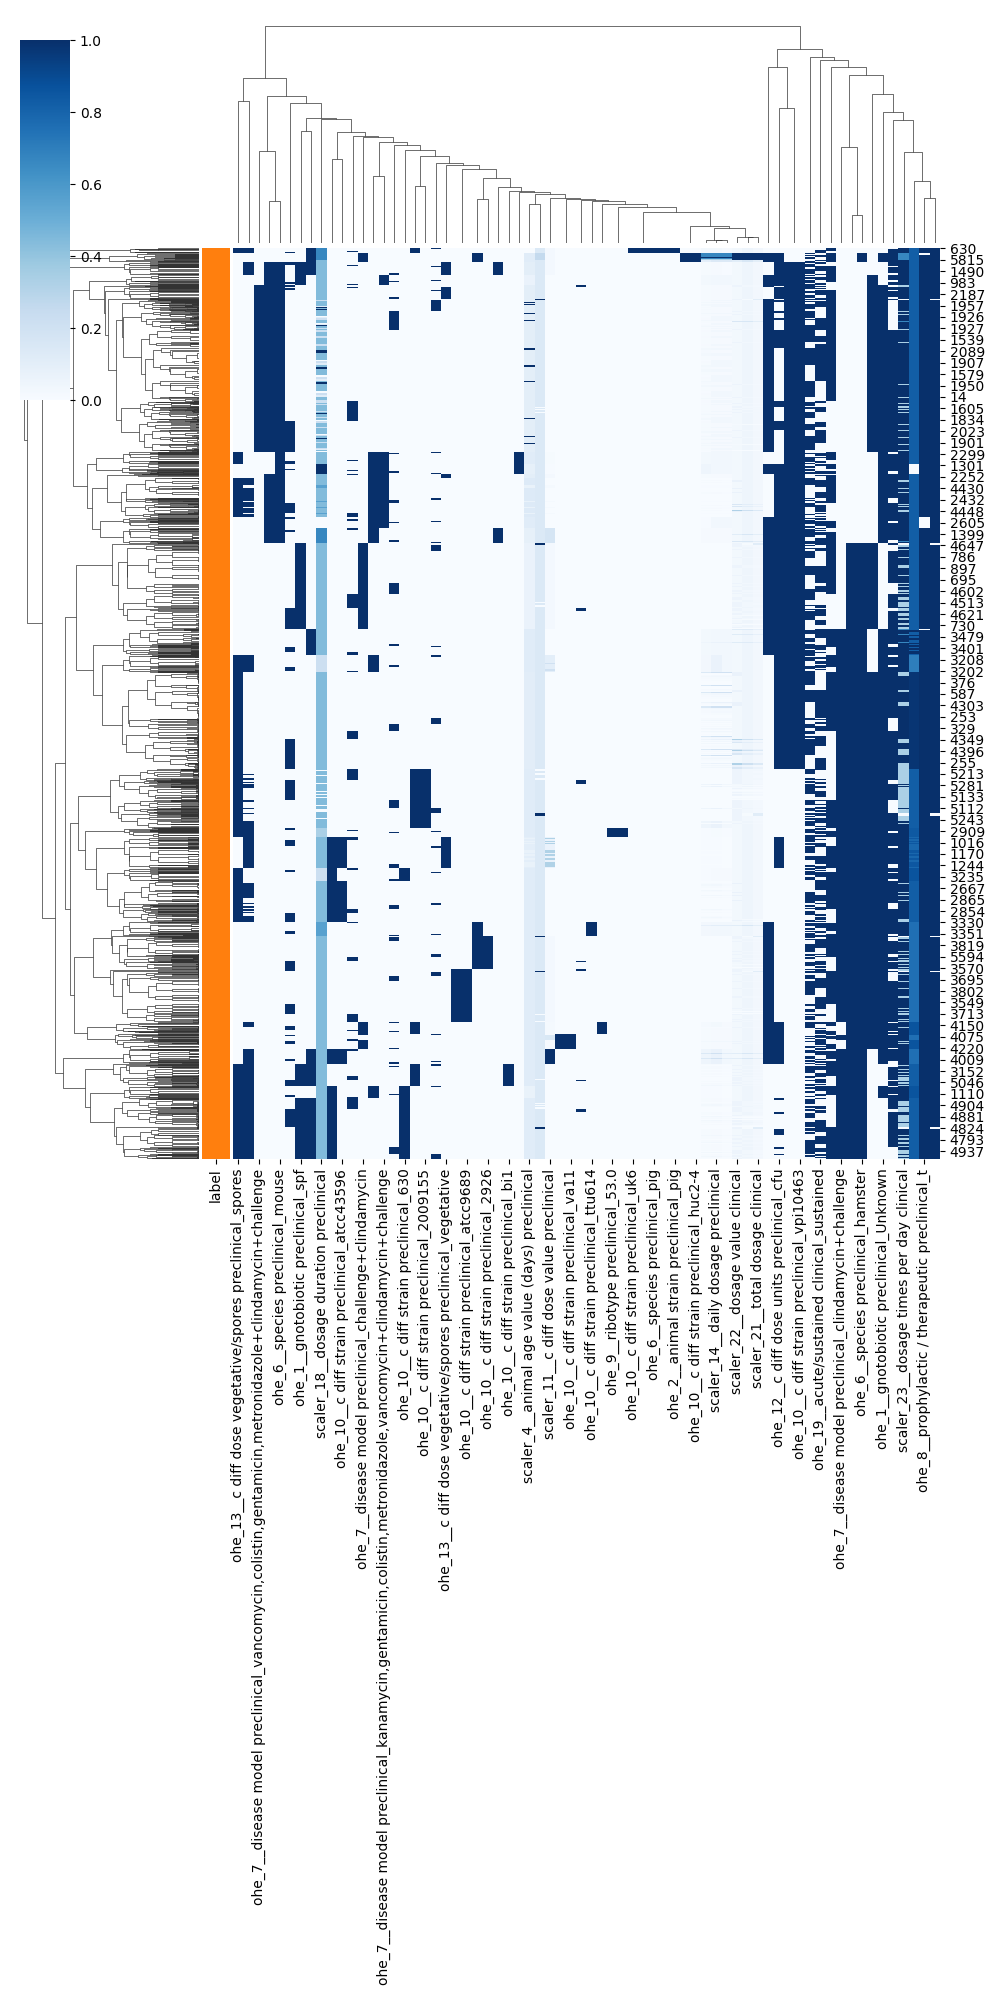 1.0
0.8
0.6
0.4
0.2
0.0
630
5815
1490
983
2187
1957
1926
1927
1539
2089
1907
1579
1950
14
1605
1834
2023
1901
2299
1301
2252
4430
2432
4448
2605
1399
4647
786
897
695
4602
4513
4621
730
3479
3401
3208
3202
376
587
4303
253
329
4349
4396
255
5213
5281
5133
5112
5243
2909
1016
1170
1244
3235
2667
2865
2854
3330
3351
3819
5594
3570
3695
3802
3549
3713
4150
4075
4220
4009
3152
5046
1110
4904
4881
4824
4793
4937
label
ohe_13__c diff dose vegetative/spores preclinical_spores
ohe_7__disease model preclinical_vancomycin,colistin,gentamicin,metronidazole+clindamycin+challenge
ohe_6__species preclinical_mouse
ohe_1__gnotobiotic preclinical_spf
scaler_18__dosage duration preclinical
ohe_10__c diff strain preclinical_atcc43596
ohe_7__disease model preclinical_challenge+clindamycin
ohe_7__disease model preclinical_kanamycin,gentamicin,colistin,metronidazole,vancomycin+clindamycin+challenge
ohe_10__c diff strain preclinical_630
ohe_10__c diff strain preclinical_2009155
ohe_13__c diff dose vegetative/spores preclinical_vegetative
ohe_10__c diff strain preclinical_atcc9689
ohe_10__c diff strain preclinical_2926
ohe_10__c diff strain preclinical_bi1
scaler_4__animal age value (days) preclinical
scaler_11__c diff dose value preclinical
ohe_10__c diff strain preclinical_va11
ohe_10__c diff strain preclinical_ttu614
ohe_9__ribotype preclinical_53.0
ohe_10__c diff strain preclinical_uk6
ohe_6__species preclinical_pig
ohe_2__animal strain preclinical_pig
ohe_10__c diff strain preclinical_huc2-4
scaler_14__daily dosage preclinical
scaler_22__dosage value clinical
scaler_21__total dosage clinical
ohe_12__c diff dose units preclinical_cfu
ohe_10__c diff strain preclinical_vpi10463
ohe_19__acute/sustained clinical_sustained
ohe_7__disease model preclinical_clindamycin+challenge
ohe_6__species preclinical_hamster
ohe_1__gnotobiotic preclinical_Unknown
scaler_23__dosage times per day clinical
ohe_8__prophylactic / therapeutic preclinical_t